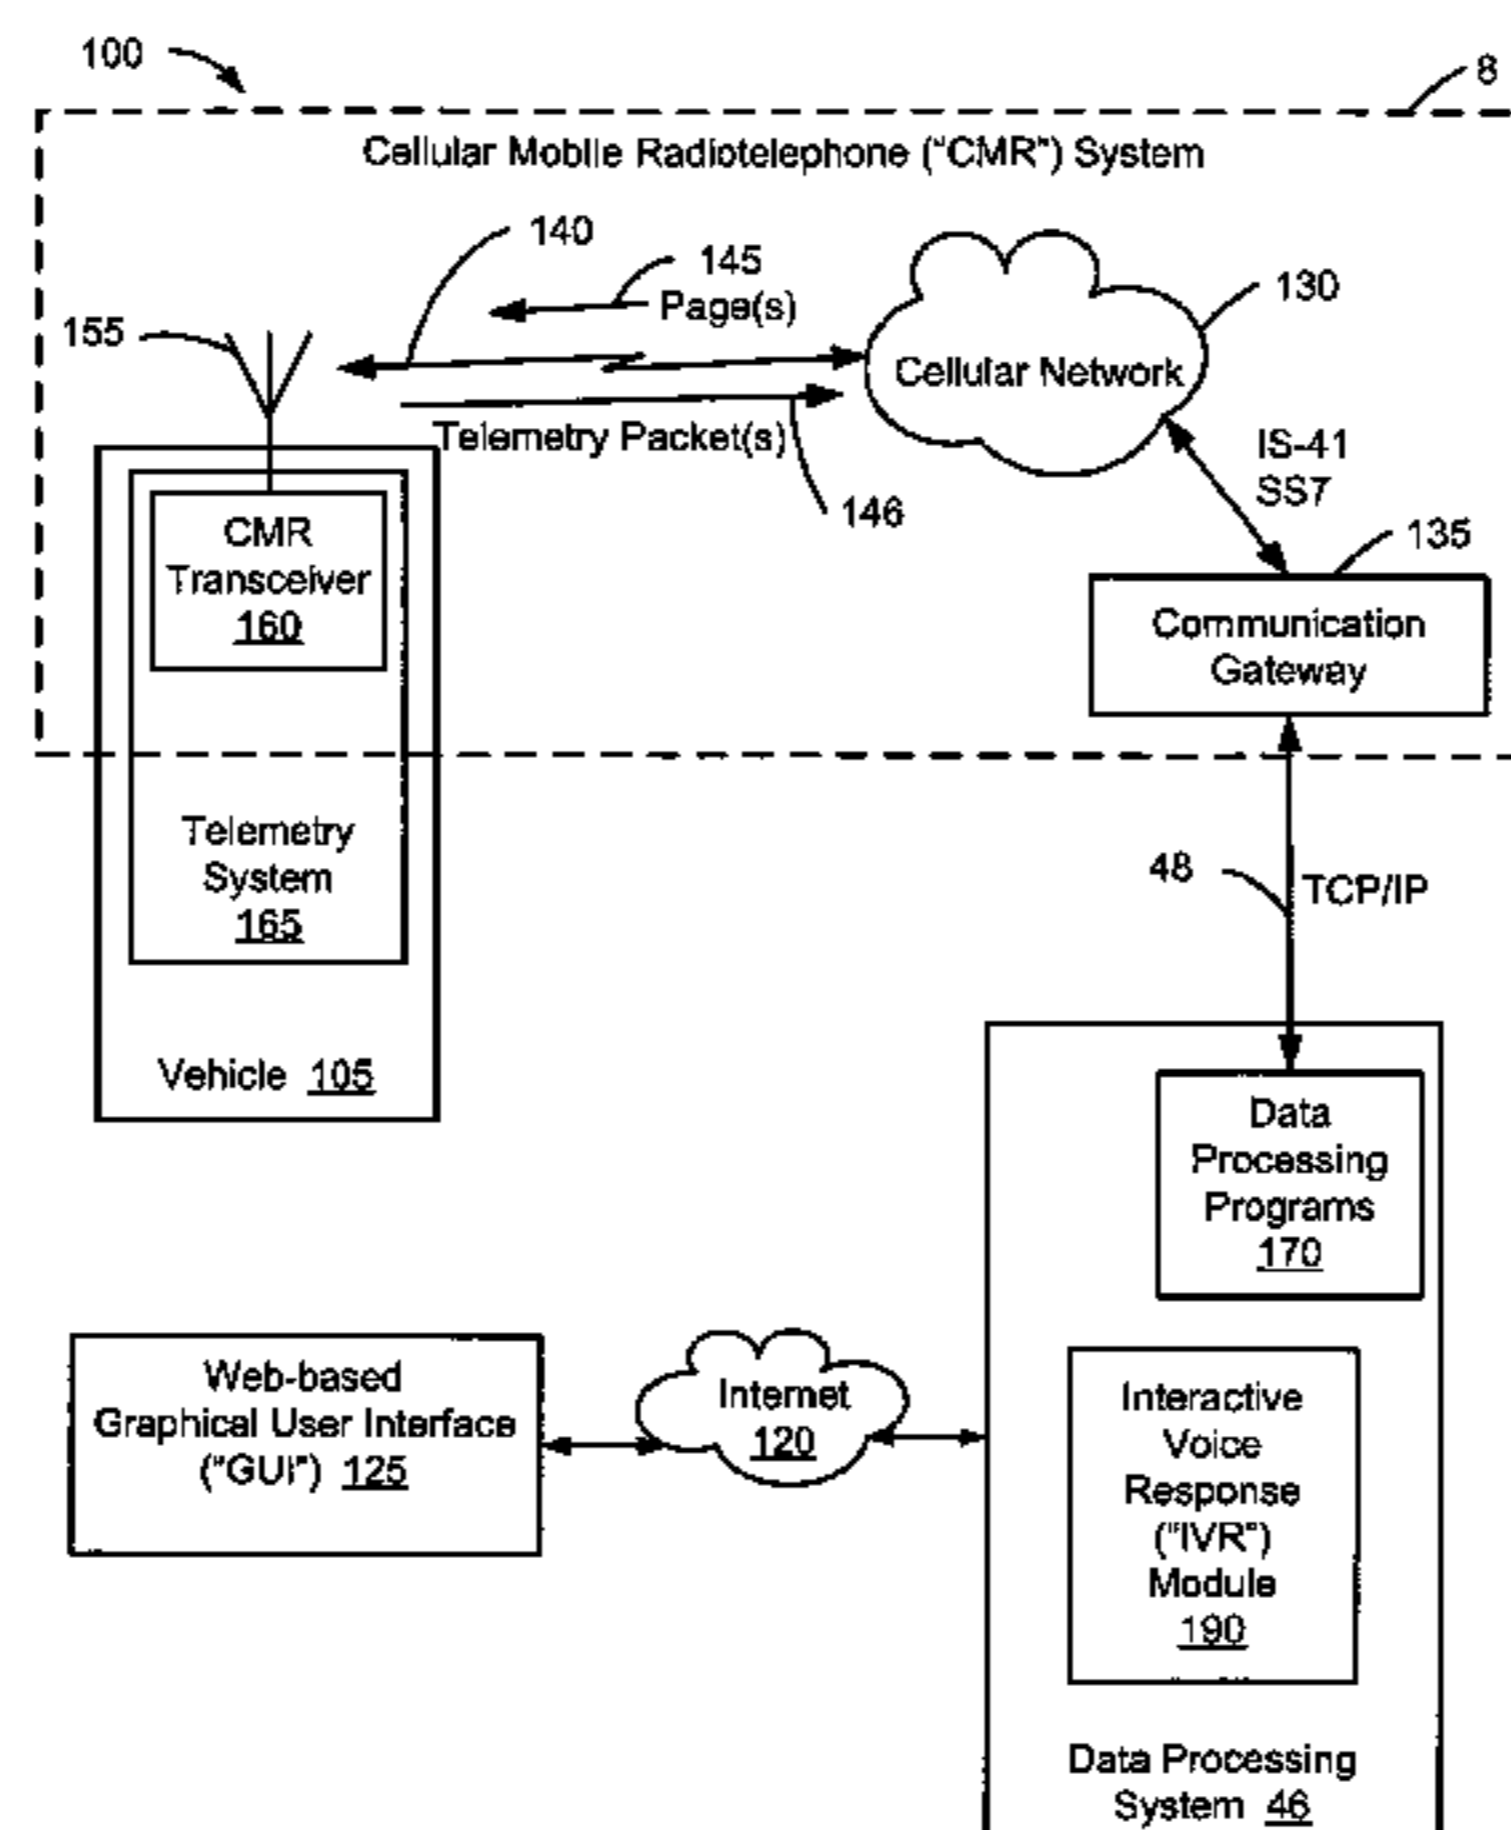 100
8
Cellular Mobile Radiotelephone ("CMR") System
140
145
Page(s)
130
155
Cellular Network
Telemetry Packet(s)
146
IS-41
SS7
135
CMR
Transceiver
160
Communication
Gateway
Telemetry
System
165
48
TCP/IP
Vehicle 105
Data
Processing
Programs
170
Web-based
Graphical User Interface
("GUI") 125
Internet
120
Interactive
Voice
Response
("IVR")
Module
190
Data Processing
System 46